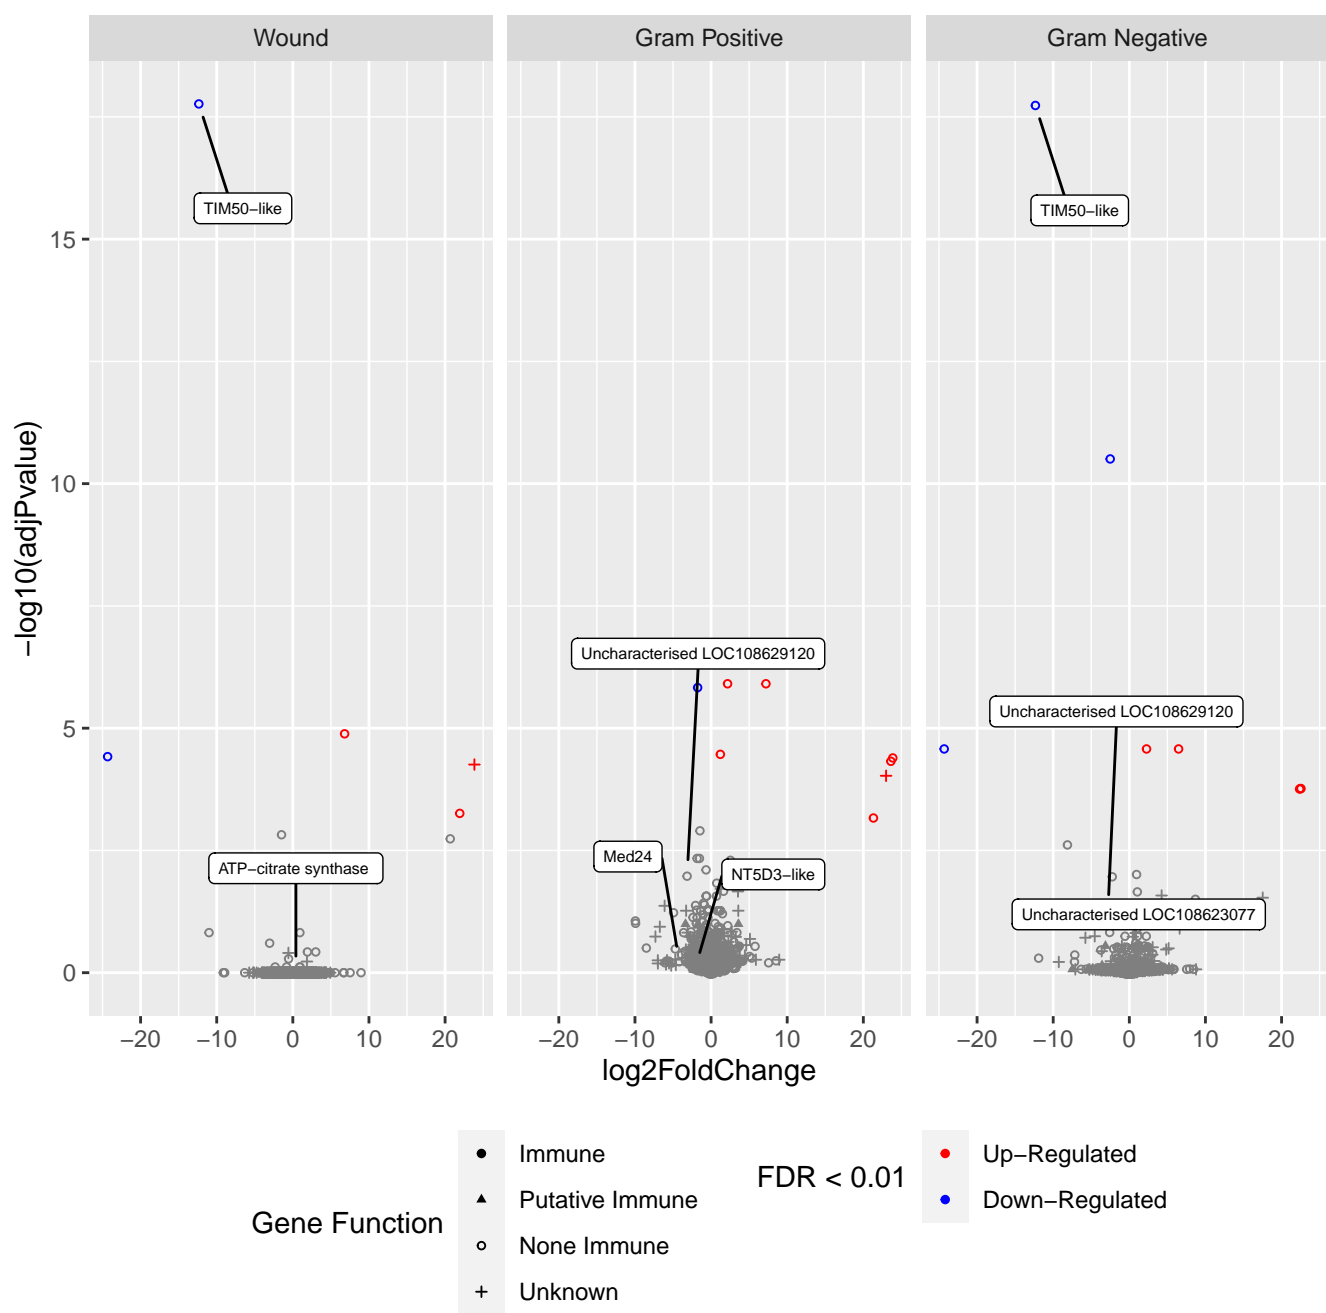 Wound
Gram Positive
Gram Negative
TIM50−like
TIM50−like
15
10
Uncharacterised LOC108629120
Uncharacterised LOC108629120
5
Med24
NT5D3−like
ATP−citrate synthase
Uncharacterised LOC108623077
0
−log10(adjPvalue)
−20 −10 0 10 20 −20 −10 0 10 20 −20 −10 0 10 20
log2FoldChange
Gene Function
Immune
Putative Immune
None Immune
Unknown
FDR < 0.01
Up−Regulated
Down−Regulated